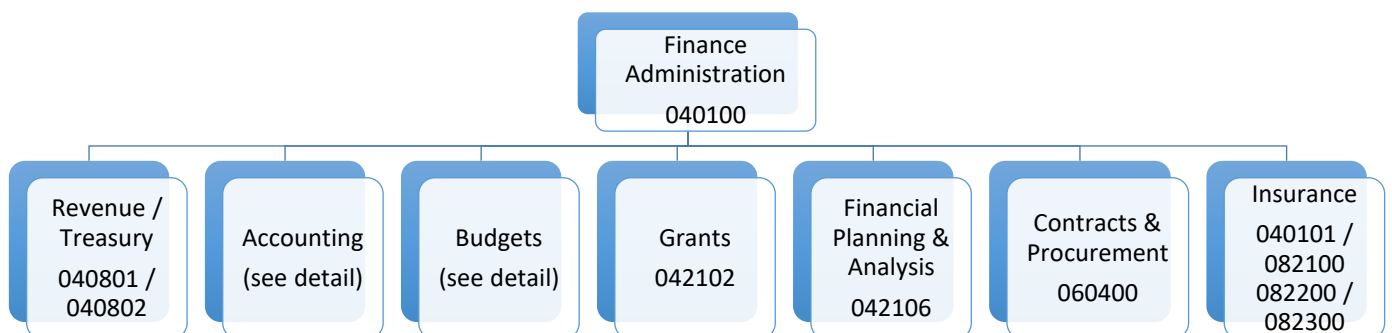 Finance
Administration
040100
Revenue /
Treasury
040801 /
040802
Accounting
(see detail)
Budgets
(see detail)
Grants
042102
Financial
Planning &
Analysis
042106
Contracts &
Procurement
060400
Insurance
040101 /
082100
082200 /
082300